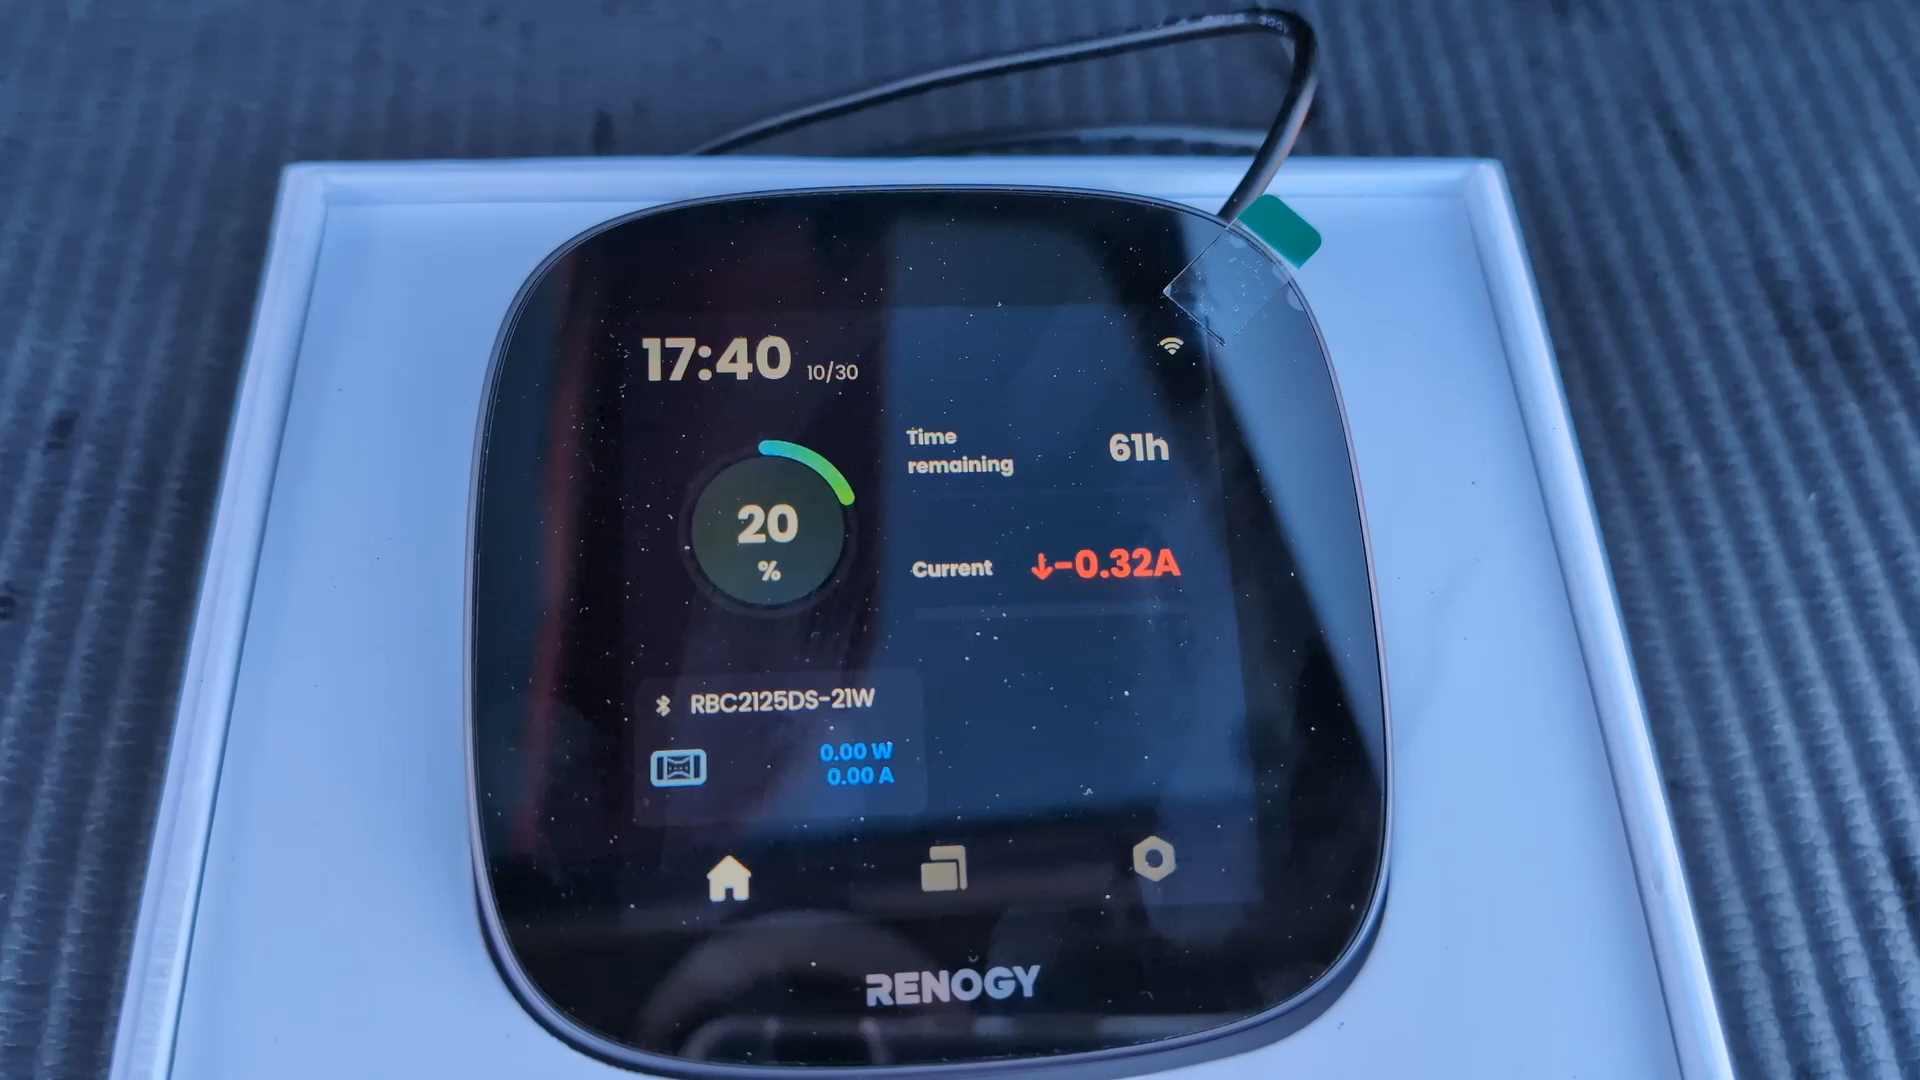 17:40 10/30
Time
remaining
61h
Current
↓-0.32A
20
%
RBC2125DS-21W
0.00 W
0.00 A
RENOGY